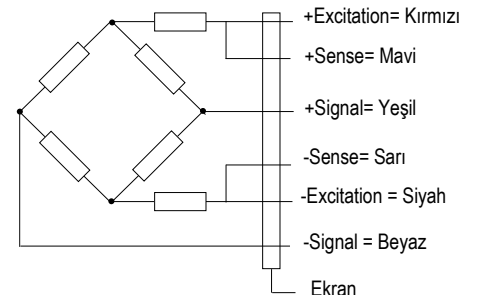 +Excitation= Kırmızı
+Sense= Mavi
+Signal= Yeşil
-Sense= Sarı
-Excitation = Siyah
-Signal = Beyaz
Ekran